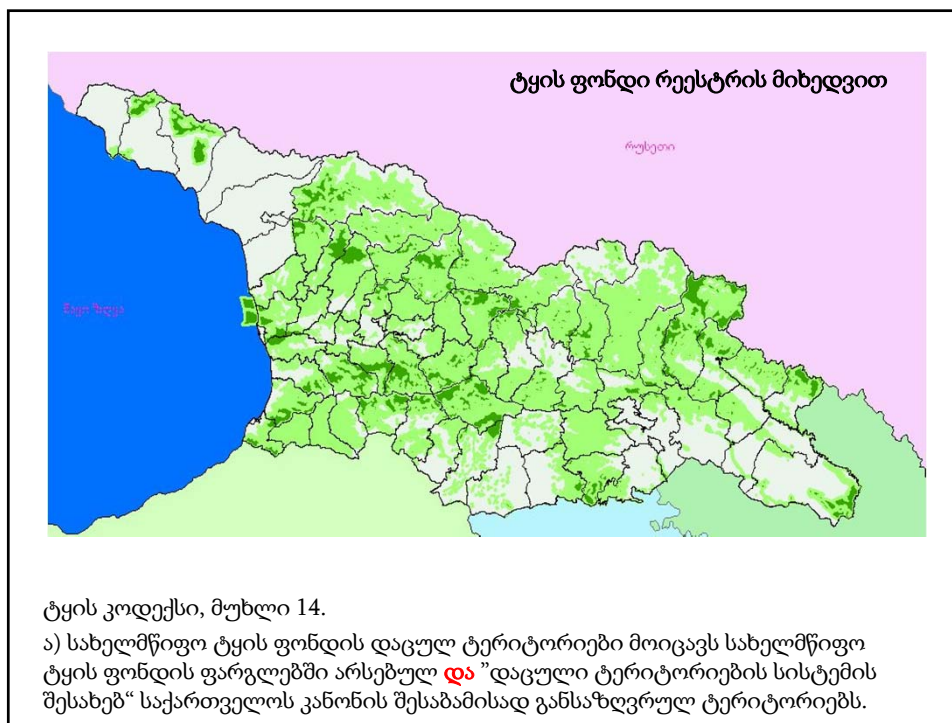 ტყის ფონდი რეესტრის მიხედვით
რუსეთი
შავი ზღვა
ტყის კოდექსი, მუხლი 14.
ა) სახელმწიფო ტყის ფონდის დაცულ ტერიტორიები მოიცავს სახელმწიფო
ტყის ფონდის ფარგლებში არსებულ და ”დაცული ტერიტორიების სისტემის
შესახებ“ საქართველოს კანონის შესაბამისად განსაზღვრულ ტერიტორიებს.